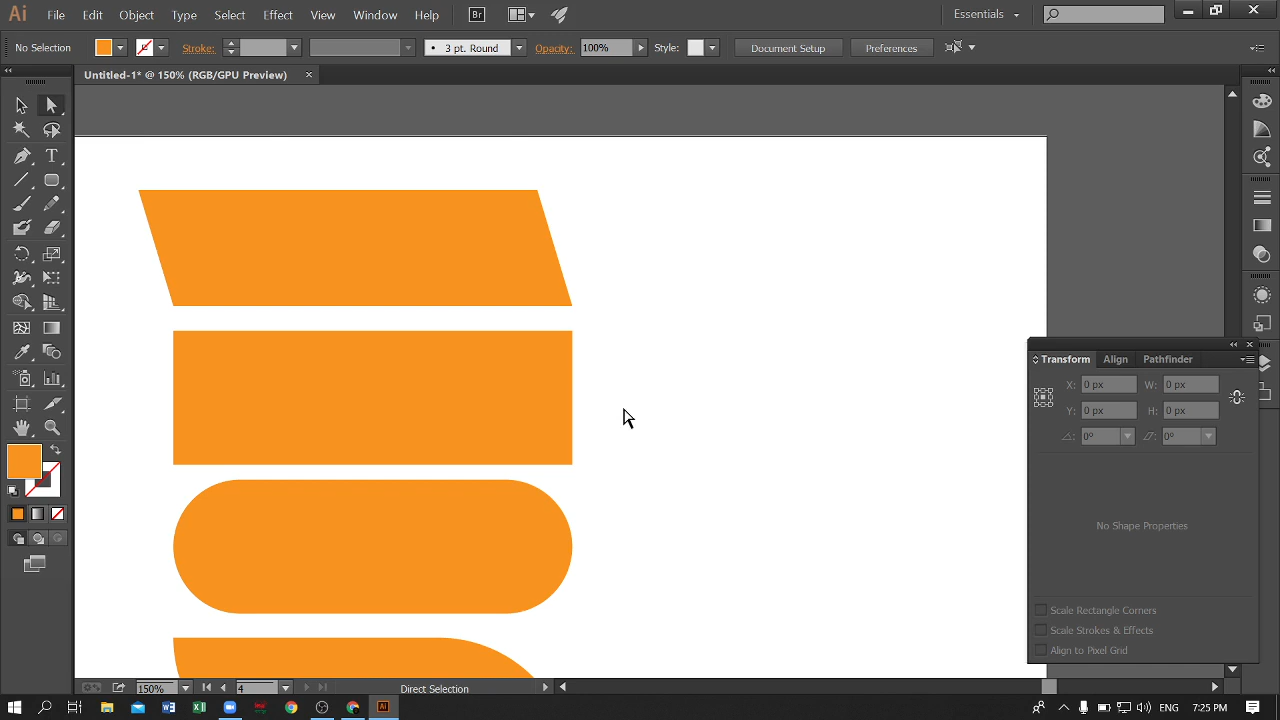 Ai File Edit Object Type Select Effect View Window Help Br Essentials
No Selection Stroke: 3 pt. Round Opacity: 100% Style: Document Setup Preferences
Untitled-1* @ 150% (RGB/GPU Preview) ×
Transform Align Pathfinder
X: 0 px W: 0 px
Y: 0 px H: 0 px
0° 0°
No Shape Properties
Scale Rectangle Corners
Scale Strokes & Effects
Align to Pixel Grid
150% 4 Direct Selection
ENG 7:25 PM